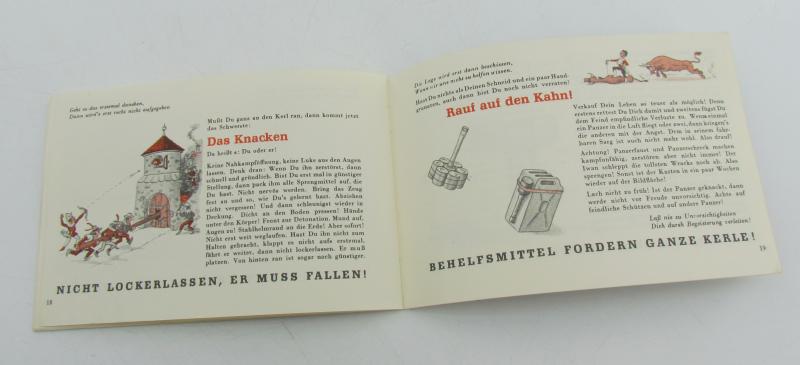 Geht es das erstemal daneben,
Dann wird's erst recht nicht aufgegeben
Mußt Du ganz an den Kerl ran, dann kommt jetzt
das Schwerste:
Das Knacken
Da heißt's: Du oder er!
Keine Nahkampföffnung, keine Luke aus den Augen
lassen. Denk dran: Wenn Du ihn zerstörst, dann
schnell und gründlich. Bist Du erst mal in günstiger
Stellung, dann pack ihm alle Sprengmittel auf, die
nicht vergessen! Und dann schleunigst wieder in
fest an und so, wie Du's gelernt hast. Abziehen
Stellung, dann pack ihm alle Sprengmittel auf, die
Deckung. Dicht an den Boden pressen! Hände
unter den Körper! Front zur Detonation. Mund auf,
Augen zu! Stahlhelmrand an die Erde! Aber sofort!
Nicht erst weit weglaufen. Hast Du ihn nicht zum
Halten gebracht, klappt es nicht aufs erstemal,
fährt er weiter, dann nicht lockerlassen. Er muß
platzen. Von hinten ran ist sogar noch günstiger.
NICHT LOCKERLASSEN, ER MUSS FALLEN!
18
Die Lage wird erst dann beschissen,
Wenn wir uns nicht zu helfen wissen.
Hast Du nichts als Deinen Schneid und ein paar Hand-
granaten, auch dann bist Du noch nicht verraten!
Rauf auf den Kahn!
Verkauf Dein Leben so teuer als möglich! Denn
erstens rettest Du Dich damit und zweitens fügst Du
dem Feind empfindliche Verluste zu. Wenn einmal
ein Panzer in die Luft fliegt oder zwei, dann kriegen's
die anderen mit der Angst. Dem in seinem fahr-
baren Sarg ist auch nicht mehr wohl. Also drauf!
Achtung! Panzerfaust und Panzerschreck machen
kampfunfähig, zerstören aber nicht immer! Der
Iwan schleppt die tollsten Wracks noch ab. Also
sprengen! Sonst ist der Kasten in ein paar Wochen
wieder auf der Bildfläche!
Lach nicht zu früh! Ist der Panzer geknackt, dann
werde nicht vor Freude unvorsichtig. Achte auf
feindliche Schützen und auf andere Panzer!
Laß nie zu Unvorsichtigkeiten
Dich durch Begeisterung verleiten!
BEHELFSMITTEL FORDERN GANZE KERLE!
19